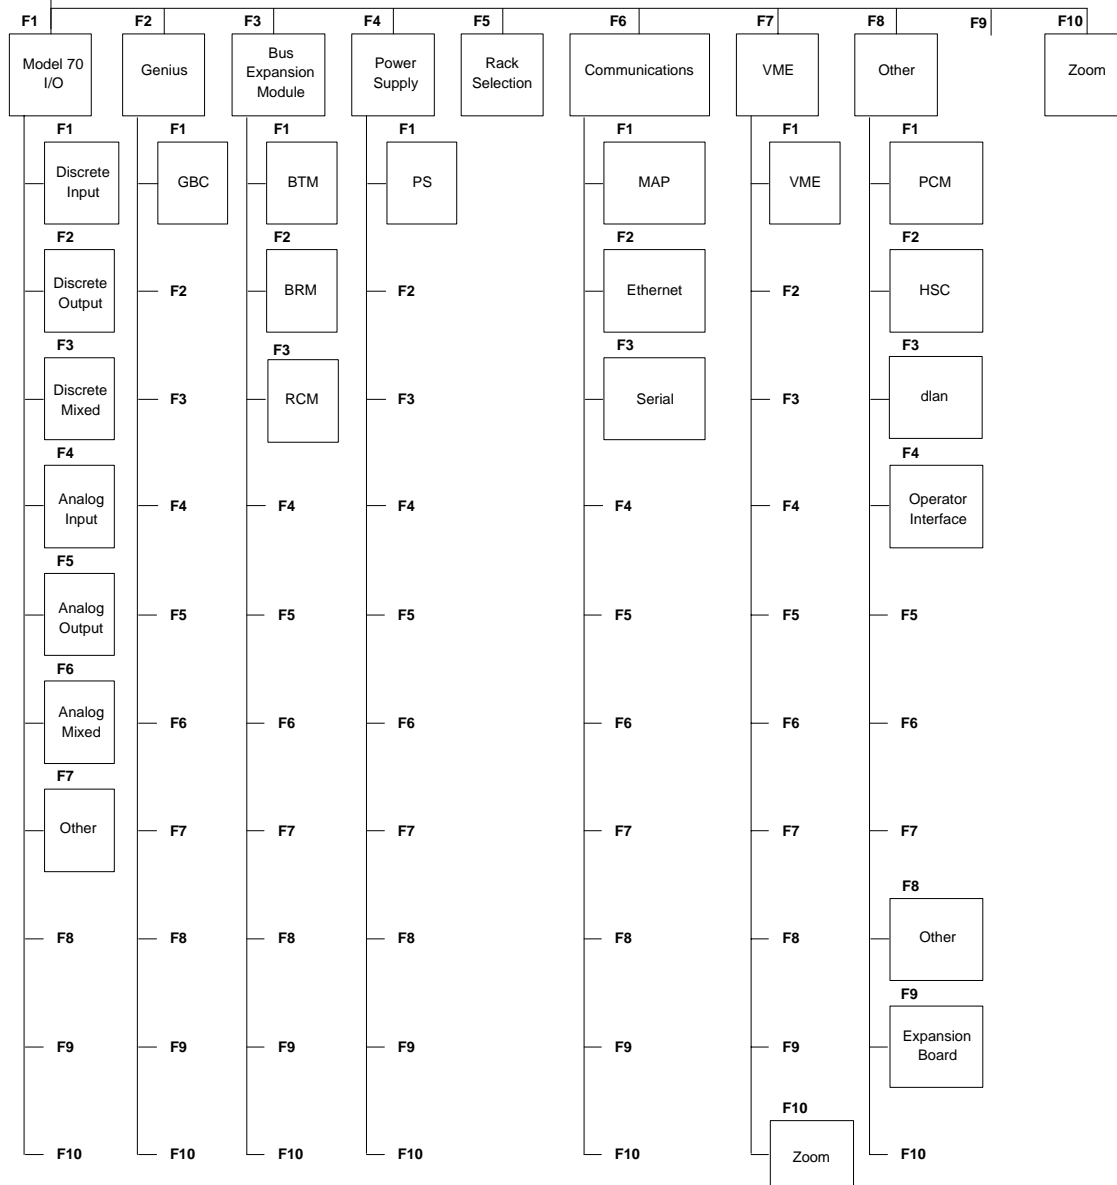 F1 F2 F3 F4 F5 F6 F7 F8 F9 F10
Model 70
I/O
Genius
Bus
Expansion
Module
Power
Supply
Rack
Selection
Communications
VME
Other
Zoom
F1 F1 F1 F1 F1 F1 F1
Discrete
Input
GBC
BTM
PS
MAP
VME
PCM
F2
Discrete
Output
F2
F2
BRM
F2
F2
Ethernet
F2
F2
HSC
F3
Discrete
Mixed
F3
F3
RCM
F3
F3
Serial
F3
F3
dlan
F4
Analog
Input
F4
F4
F4
F4
F4
F4
Operator
Interface
F5
Analog
Output
F5
F5
F5
F5
F5
F5
F6
Analog
Mixed
F6
F6
F6
F6
F6
F6
F7
Other
F7
F7
F7
F7
F7
F7
F8
F8
F8
F8
F8
F8
F8
Other
F9
F9
F9
F9
F9
F9
F9
Expansion
Board
F10
F10
F10
F10
F10
F10
Zoom
F10